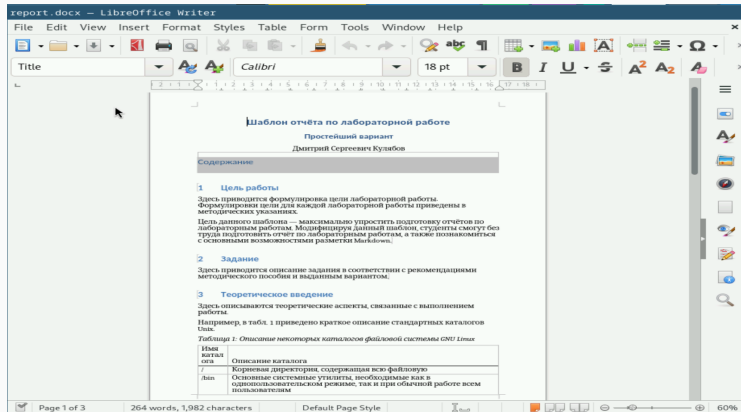 report.docx — LibreOffice Writer
File Edit View Insert Format Styles Table Form Tools Window Help
Title Calibri 18 pt
Шаблон отчёта по лабораторной работе
Простейший вариант
Дмитрий Сергеевич Кулябов
Содержание
1 Цель работы
Здесь приводится формулировка цели лабораторной работы.
Формулировки цели для каждой лабораторной работы приведены в
методических указаниях.
Цель данного шаблона — максимально упростить подготовку отчётов по
лабораторным работам. Модифицируя данный шаблон, студенты смогут без
труда подготовить отчёт по лабораторным работам, а также познакомиться
с основными возможностями разметки Markdown.
2 Задание
Здесь приводится описание задания в соответствии с рекомендациями
методического пособия и выданным вариантом.
3 Теоретическое введение
Здесь описываются теоретические аспекты, связанные с выполнением
работы.
Например, в табл. 1 приведено краткое описание стандартных каталогов
Unix.
Таблица 1: Описание некоторых каталогов файловой системы GNU Linux
Имя
катал
ога Описание каталога
/ Корневая директория, содержащая всю файловую
/bin Основные системные утилиты, необходимые как в
однопользовательском режиме, так и при обычной работе всем
пользователям
Page 1 of 3 264 words, 1,982 characters Default Page Style 60%